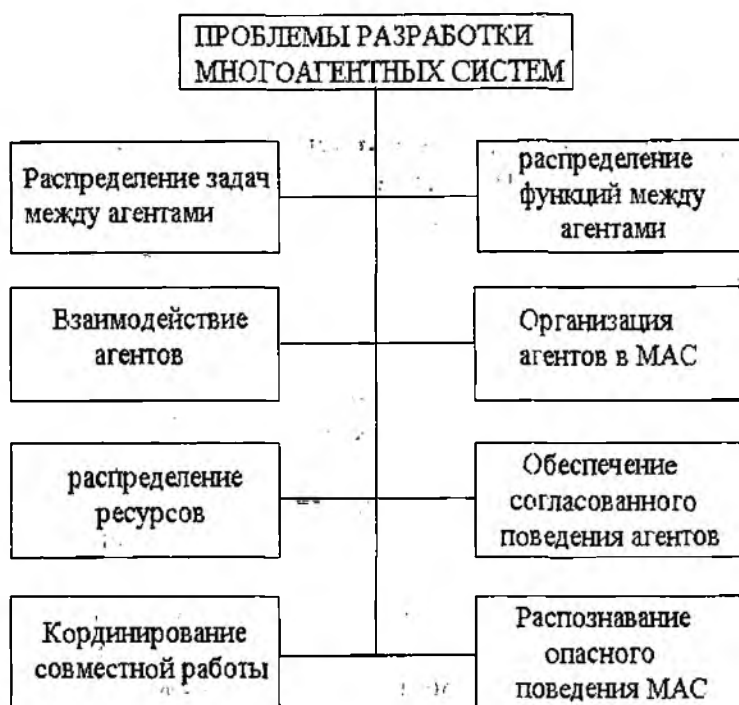 ПРОБЛЕМЫ РАЗРАБОТКИ
МНОГОАГЕНТНЫХ СИСТЕМ
Распределение задач
между агентами
распределение
функций между
агентами
Взаимодействие
агентов
Организация
агентов в МАС
распределение
ресурсов
Обеспечение
согласованного
поведения агентов
Кординирование
совместной работы
Распознавание
опасного
поведения МАС